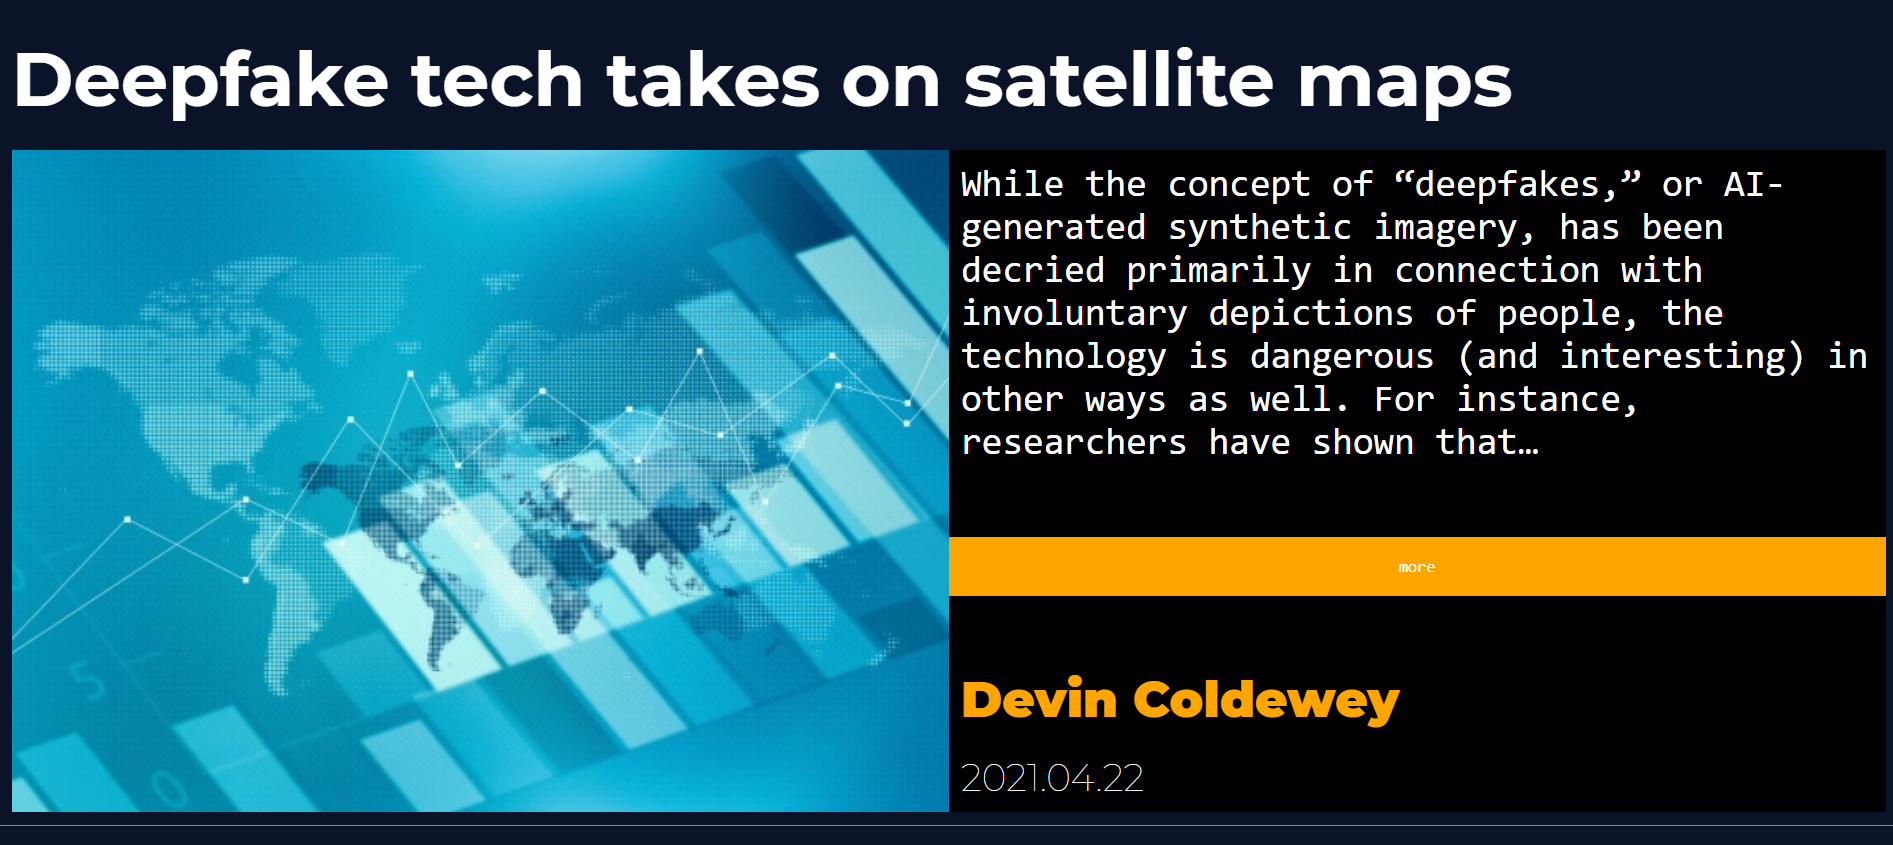 Deepfake tech takes on satellite maps
While the concept of “deepfakes,” or AI-
generated synthetic imagery, has been
decried primarily in connection with
involuntary depictions of people, the
technology is dangerous (and interesting) in
other ways as well. For instance,
researchers have shown that…
more
Devin Coldewey
2021.04.22
5
0